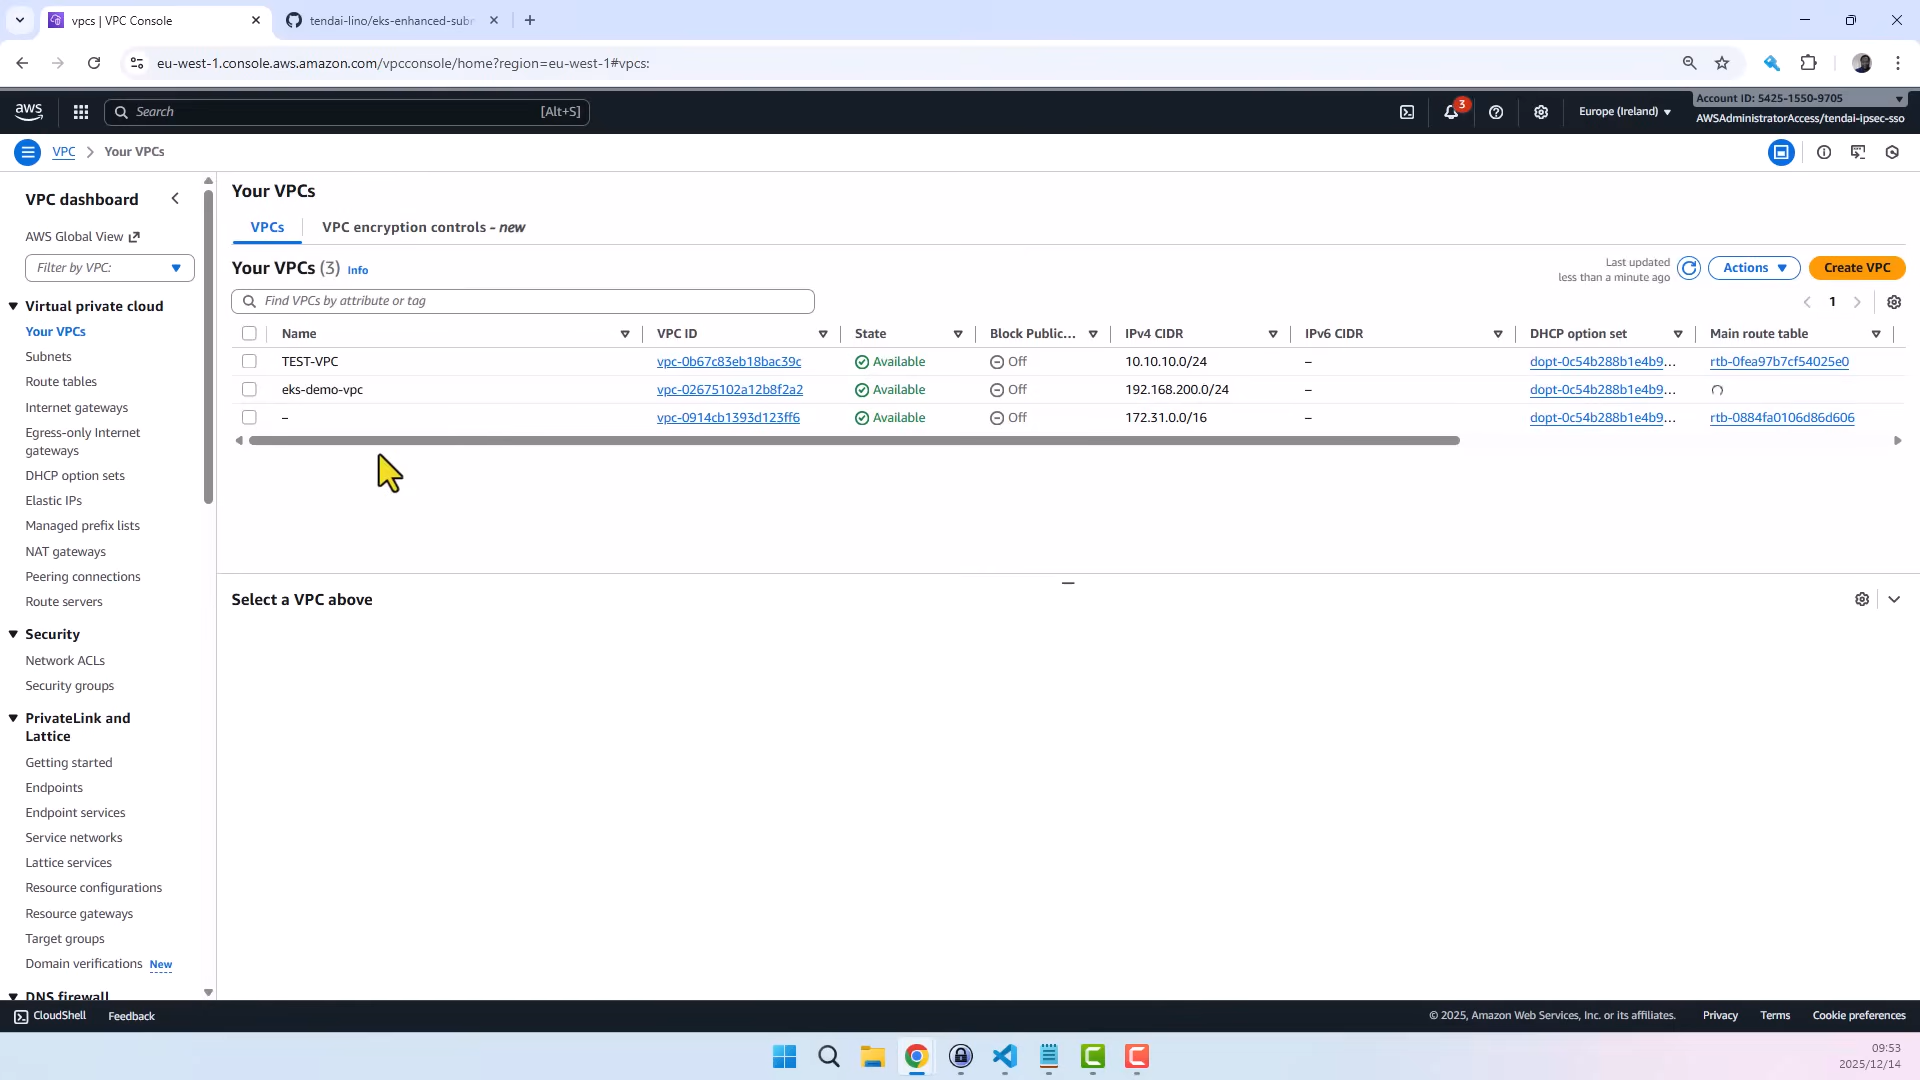 vpcs | VPC Console
tendai-lino/eks-enhanced-subn
eu-west-1.console.aws.amazon.com/vpcconsole/home?region=eu-west-1#vpcs:
aws
Search
[Alt+S]
3
Europe (Ireland)
Account ID: 5425-1550-9705
AWSAdministratorAccess/tendai-ipsec-sso
VPC
Your VPCs
VPC dashboard
AWS Global View
Filter by VPC:
Virtual private cloud
Your VPCs
Subnets
Route tables
Internet gateways
Egress-only Internet
gateways
DHCP option sets
Elastic IPs
Managed prefix lists
NAT gateways
Peering connections
Route servers
Security
Network ACLs
Security groups
PrivateLink and
Lattice
Getting started
Endpoints
Endpoint services
Service networks
Lattice services
Resource configurations
Resource gateways
Target groups
Domain verifications New
DNS firewall
Your VPCs
VPCs
VPC encryption controls - new
Your VPCs (3) Info
Last updated
less than a minute ago
Actions
Create VPC
Find VPCs by attribute or tag
1
Name VPC ID State Block Public... IPv4 CIDR IPv6 CIDR DHCP option set Main route table
TEST-VPC vpc-0b67c83eb18bac39c Available Off 10.10.10.0/24 – dopt-0c54b288b1e4b9... rtb-0fea97b7cf54025e0
eks-demo-vpc vpc-02675102a12b8f2a2 Available Off 192.168.200.0/24 – dopt-0c54b288b1e4b9...
– vpc-0914cb1393d123ff6 Available Off 172.31.0.0/16 – dopt-0c54b288b1e4b9... rtb-0884fa0106d86d606
Select a VPC above
CloudShell
Feedback
© 2025, Amazon Web Services, Inc. or its affiliates.
Privacy
Terms
Cookie preferences
09:53
2025/12/14